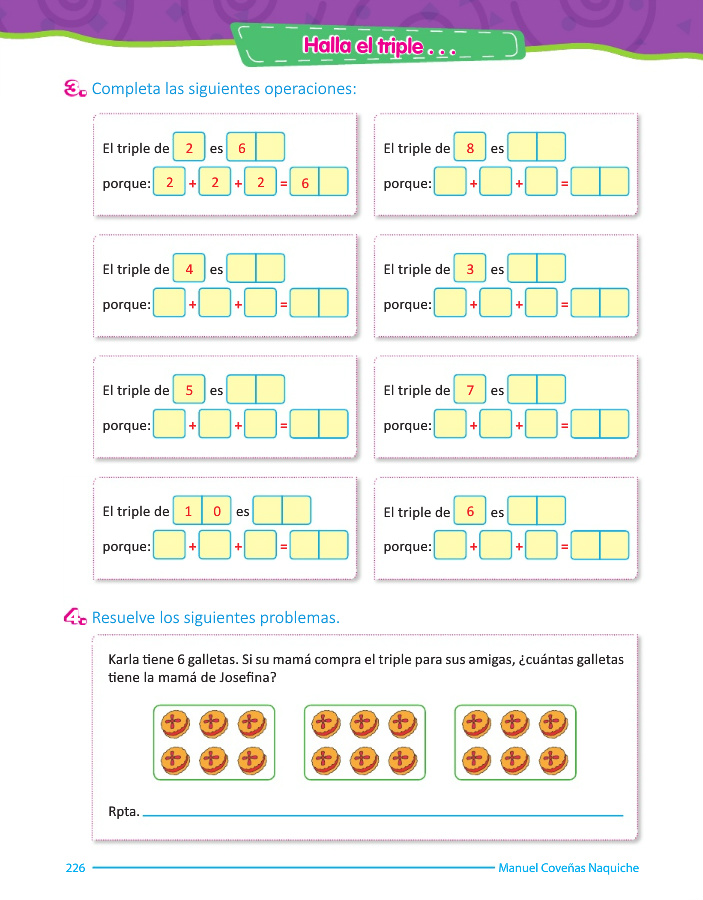 Halla el triple . . .
3. Completa las siguientes operaciones:
El triple de 2 es 6
porque: 2 + 2 + 2 = 6
El triple de 8 es
porque: + + =
El triple de 4 es
porque: + + =
El triple de 3 es
porque: + + =
El triple de 5 es
porque: + + =
El triple de 7 es
porque: + + =
El triple de 1 0 es
porque: + + =
El triple de 6 es
porque: + + =
4. Resuelve los siguientes problemas.
Karla tiene 6 galletas. Si su mamá compra el triple para sus amigas, ¿cuántas galletas
tiene la mamá de Josefina?
Rpta.
226
Manuel Coveñas Naquiche